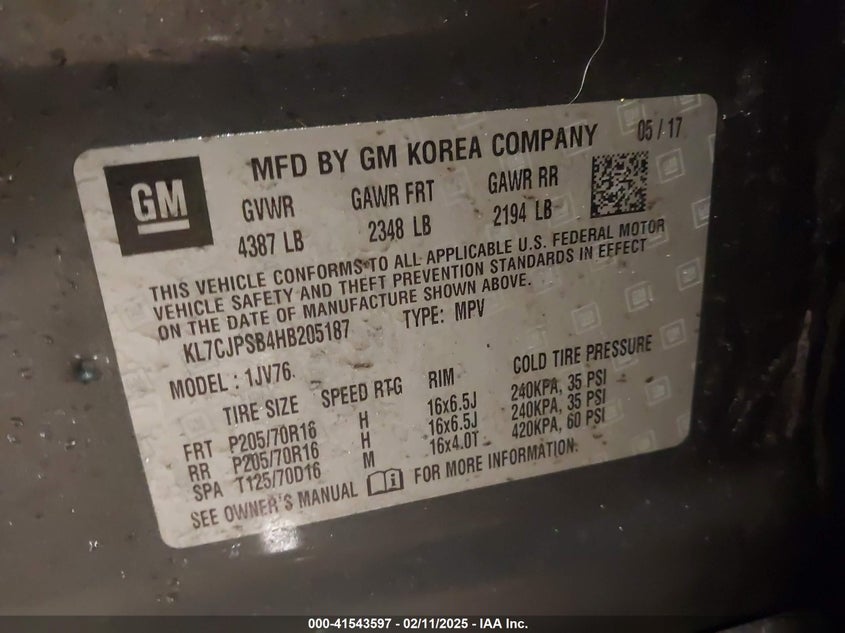 GM
MFD BY GM KOREA COMPANY 05/17
GVWR GAWR FRT GAWR RR
4387 LB 2348 LB 2194 LB
THIS VEHICLE CONFORMS TO ALL APPLICABLE U.S. FEDERAL MOTOR
VEHICLE SAFETY AND THEFT PREVENTION STANDARDS IN EFFECT
ON THE DATE OF MANUFACTURE SHOWN ABOVE.
KL7CJPSB4HB205187 TYPE: MPV
MODEL : 1JV76
TIRE SIZE SPEED RTG RIM COLD TIRE PRESSURE
FRT P205/70R16 H 16x6.5J 240KPA, 35 PSI
RR P205/70R16 H 16x6.5J 240KPA, 35 PSI
SPA T125/70D16 M 16x4.0T 420KPA, 60 PSI
SEE OWNER'S MANUAL FOR MORE INFORMATION.
000-41543597 - 02/11/2025 - IAA Inc.